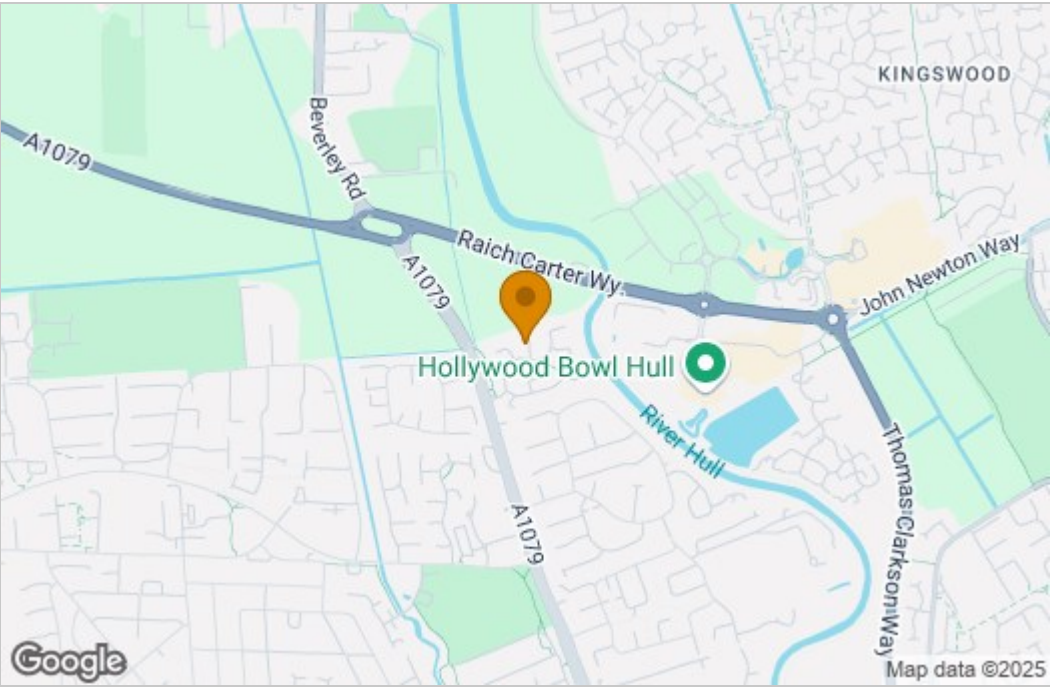 KINGSWOOD
Beverley Rd
A1079
Raich Carter Wy.
John Newton Way
A1079
Hollywood Bowl Hull
River Hull
Thomas Clarkson Way
A1079
Google
Map data ©2025